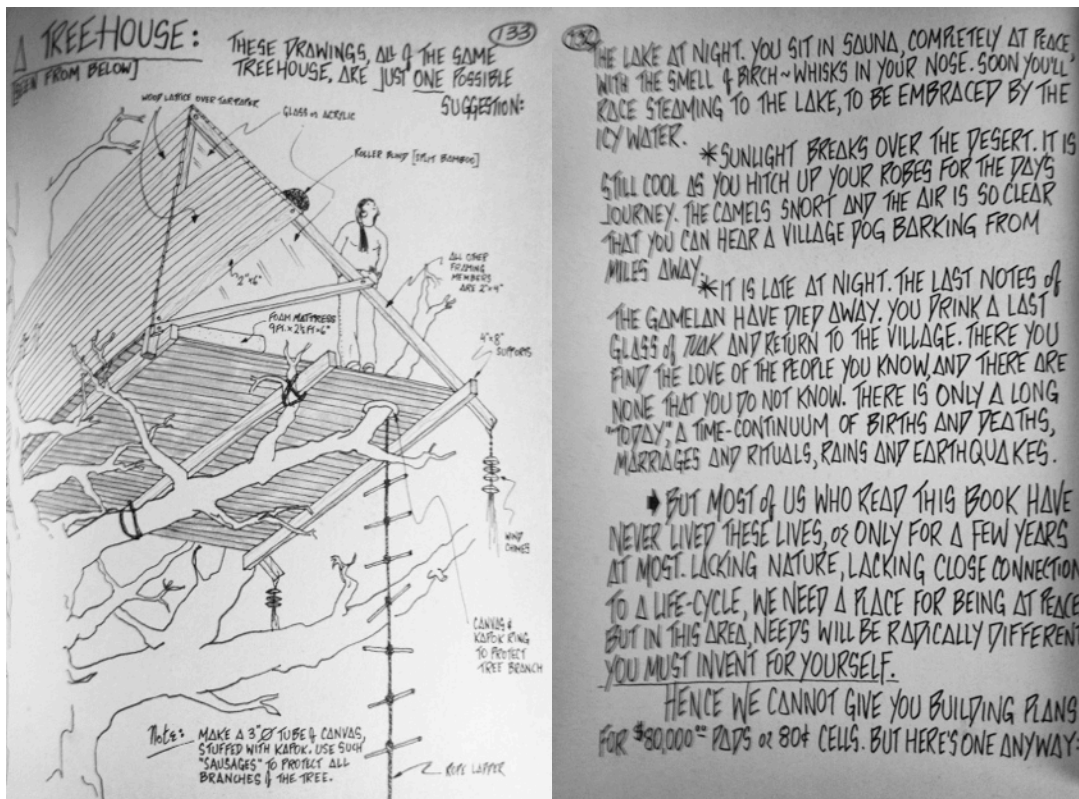 A TREEHOUSE:
[SEEN FROM BELOW]
133
THESE DRAWINGS, ALL of THE SAME
TREEHOUSE, ARE JUST ONE POSSIBLE
SUGGESTION:
WOOD LATTICE OVER TARPAPER
GLASS or ACRYLIC
ROLLER BLIND [SPLIT BAMBOO]
2"x6"
ALL OTHER
FRAMING
MEMBERS
ARE 2"x4"
FOAM MATTRESS
9 Ft. x 2½ Ft x 6"
4"x8"
SUPPORTS
WIND
CHIMES
CANVAS &
KAPOK RING
TO PROTECT
TREE BRANCH
Note: MAKE A 3"Ø TUBE of CANVAS,
STUFFED WITH KAPOK. USE SUCH
"SAUSAGES" TO PROTECT ALL
BRANCHES of THE TREE.
ROPE LADDER
132
THE LAKE AT NIGHT. YOU SIT IN SAUNA, COMPLETELY AT PEACE,
WITH THE SMELL of BIRCH~WHISKS IN YOUR NOSE. SOON YOU'LL
RACE STEAMING TO THE LAKE, TO BE EMBRACED BY THE
ICY WATER.
*SUNLIGHT BREAKS OVER THE DESERT. IT IS
STILL COOL AS YOU HITCH UP YOUR ROBES FOR THE DAY'S
JOURNEY. THE CAMELS SNORT AND THE AIR IS SO CLEAR
THAT YOU CAN HEAR A VILLAGE DOG BARKING FROM
MILES AWAY.
*IT IS LATE AT NIGHT. THE LAST NOTES of
THE GAMELAN HAVE DIED AWAY. YOU DRINK A LAST
GLASS of TUAK AND RETURN TO THE VILLAGE. THERE YOU
FIND THE LOVE OF THE PEOPLE YOU KNOW, AND THERE ARE
NONE THAT YOU DO NOT KNOW. THERE IS ONLY A LONG
"TODAY," A TIME-CONTINUUM OF BIRTHS AND DEATHS,
MARRIAGES AND RITUALS, RAINS AND EARTHQUAKES.
➧ BUT MOST of US WHO READ THIS BOOK HAVE
NEVER LIVED THESE LIVES, or ONLY FOR A FEW YEARS
AT MOST. LACKING NATURE, LACKING CLOSE CONNECTION
TO A LIFE-CYCLE, WE NEED A PLACE FOR BEING AT PEACE
BUT IN THIS AREA, NEEDS WILL BE RADICALLY DIFFERENT
YOU MUST INVENT FOR YOURSELF.
HENCE WE CANNOT GIVE YOU BUILDING PLANS
FOR $80,000.00 PADS or 80¢ CELLS. BUT HERE'S ONE ANYWAY: